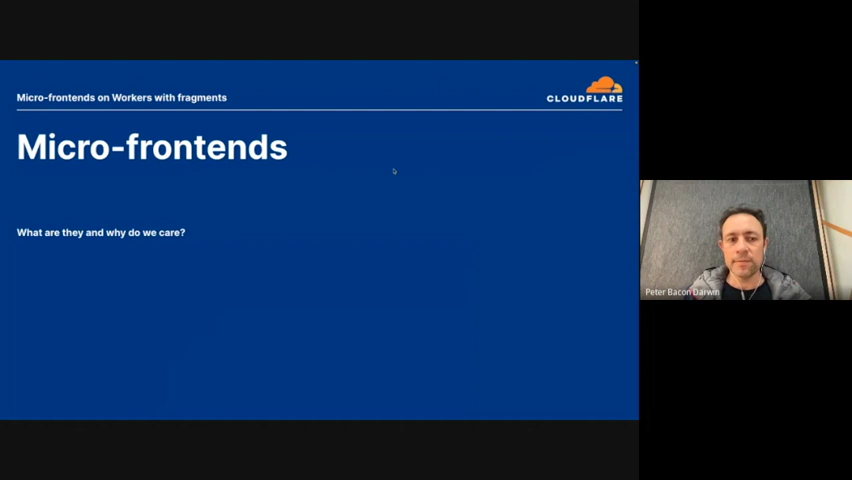 Micro-frontends on Workers with fragments
CLOUDFLARE
Micro-frontends
What are they and why do we care?
Peter Bacon Darwin